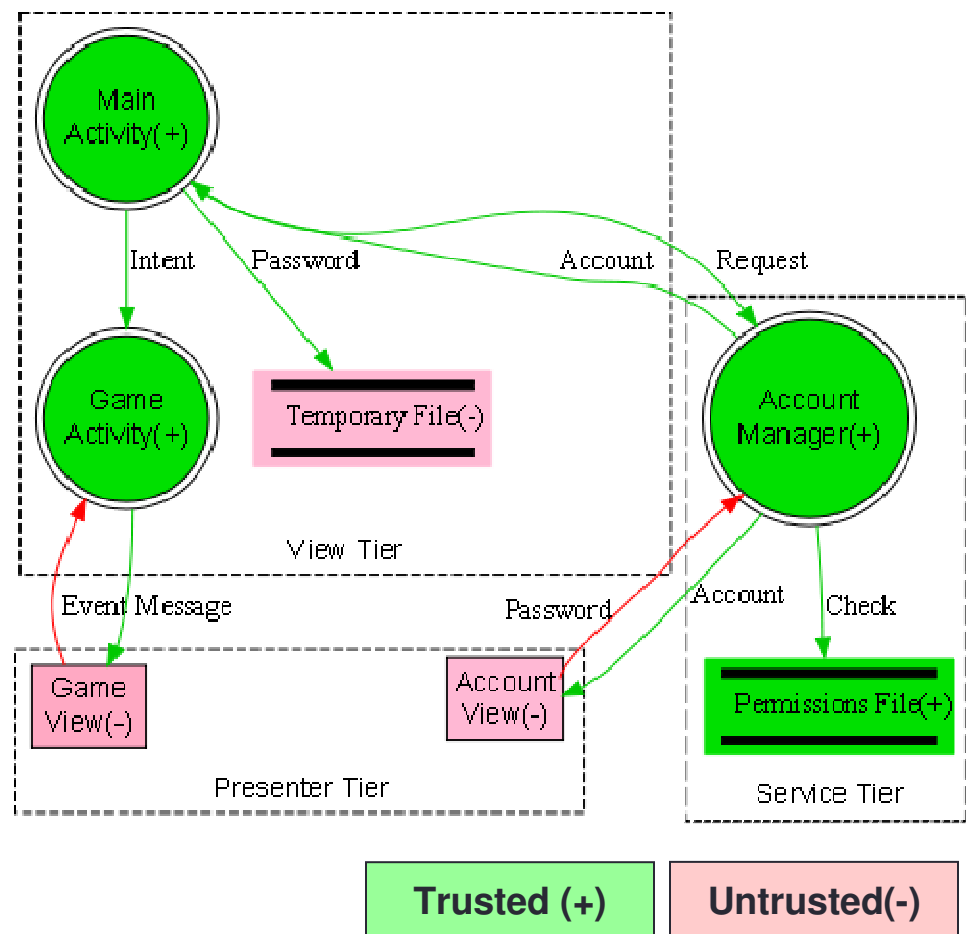 Main
Activity(+)
Intent
Password
Account
Request
Game
Activity(+)
Temporary File(-)
Account
Manager(+)
View Tier
Event Message
Password
Account
Check
Game
View(-)
Account
View(-)
Permissions File(+)
Presenter Tier
Service Tier
Trusted (+)
Untrusted(-)